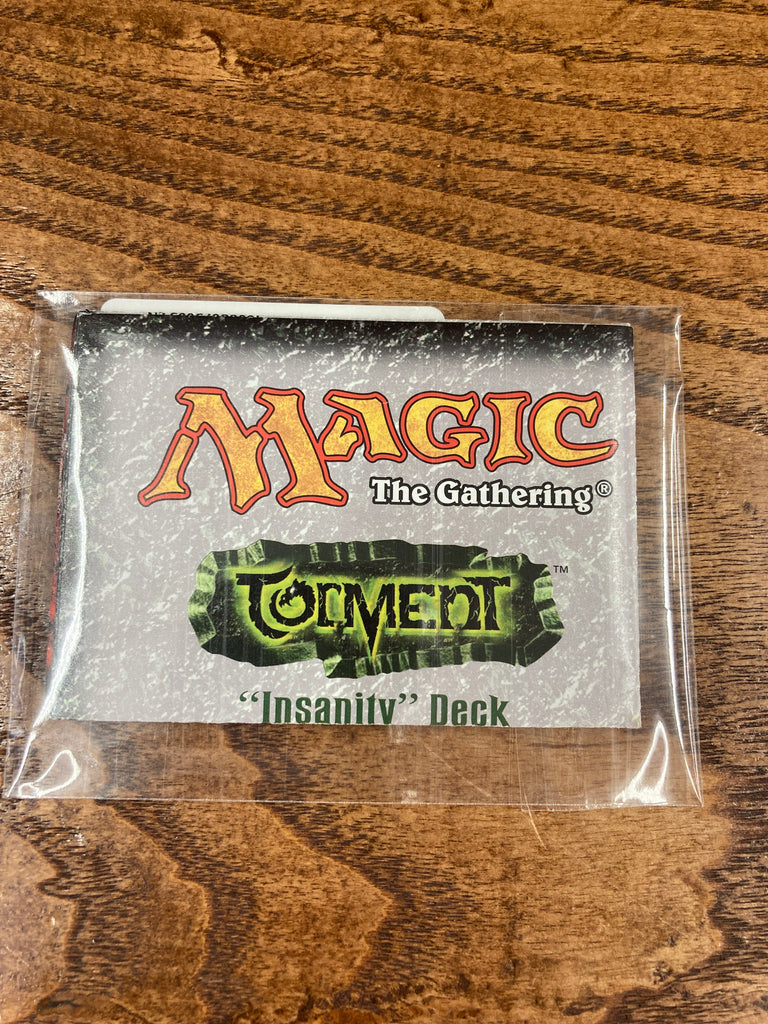 MAGIC
The Gathering®
TORMENT™
“Insanity” Deck